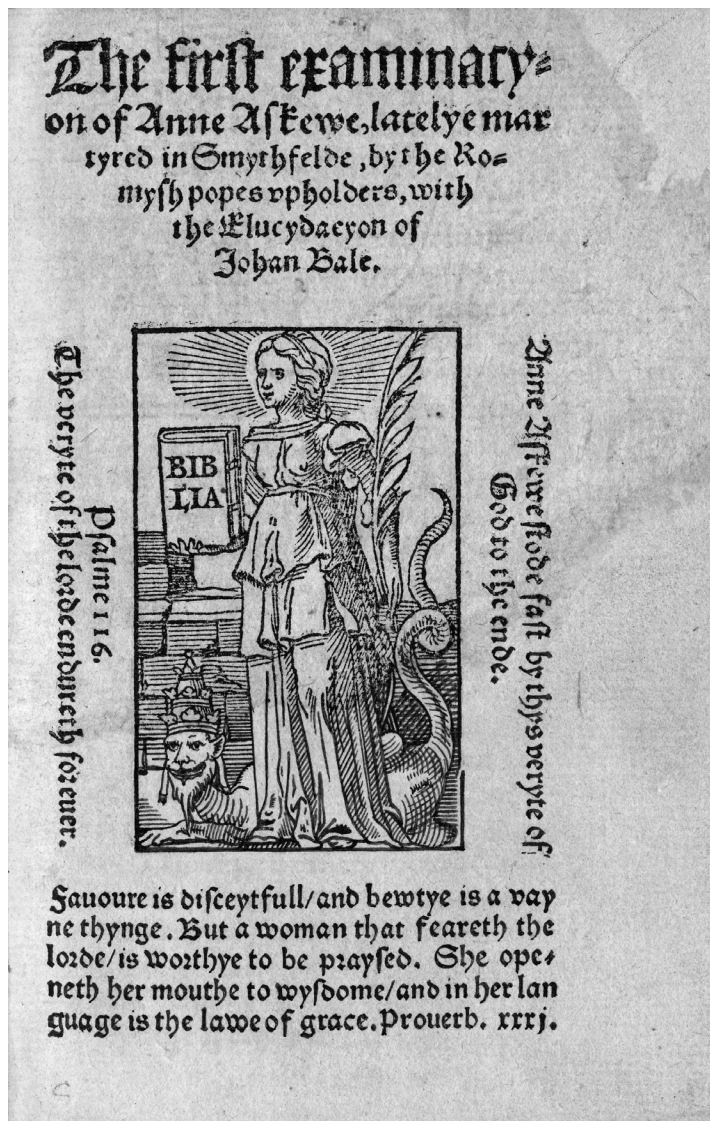 The first examinacy=
on of Anne Askewe, latelye mar
tyred in Smythfelde, by the Ro=
mysh popes vpholders, with
the Elucydacyon of
Johan Bale.
Psalme 116.
The veryte of the lorde endureth for euer.
BIB
LIA
Anne Askewe stode fast by thys veryte of
God to the ende.
Fauoure is disceytfull/and bewtye is a vay
ne thynge. But a woman that feareth the
lorde/is worthye to be praysed. She ope=
neth her mouthe to wysdome/and in her lan
guage is the lawe of grace. Prouerb. xxxj.